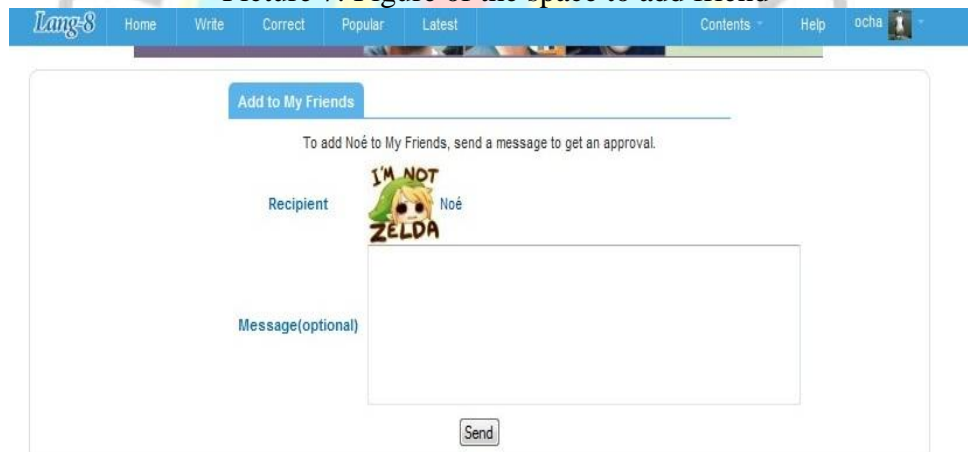 Picture 7. Figure of the space to add friend
Lang-8 Home Write Correct Popular Latest Contents Help ocha
Add to My Friends
To add Noé to My Friends, send a message to get an approval.
I'M NOT
ZELDA
Recipient Noé
Message(optional)
Send